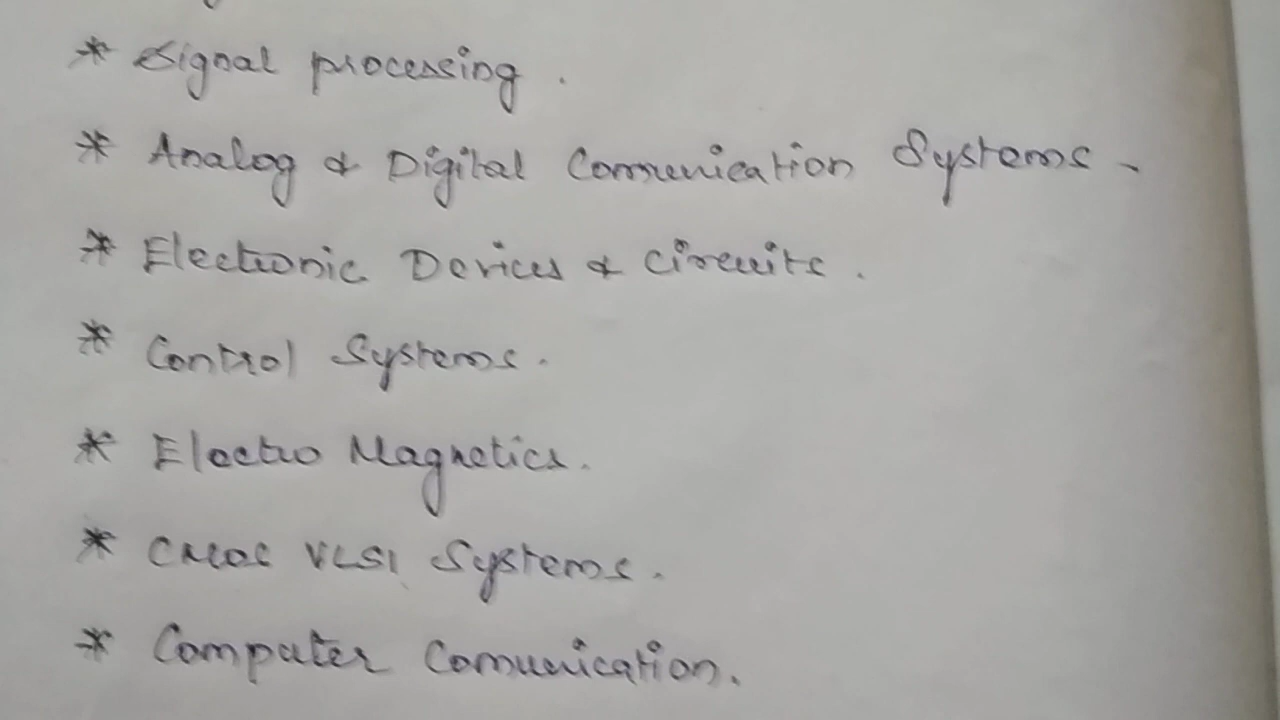 * Signal processing.
* Analog & Digital Communication Systems.
* Electronic Devices & Circuits.
* Control Systems.
* Electro Magnetics.
* CMOS VLSI Systems.
* Computer Comunication.